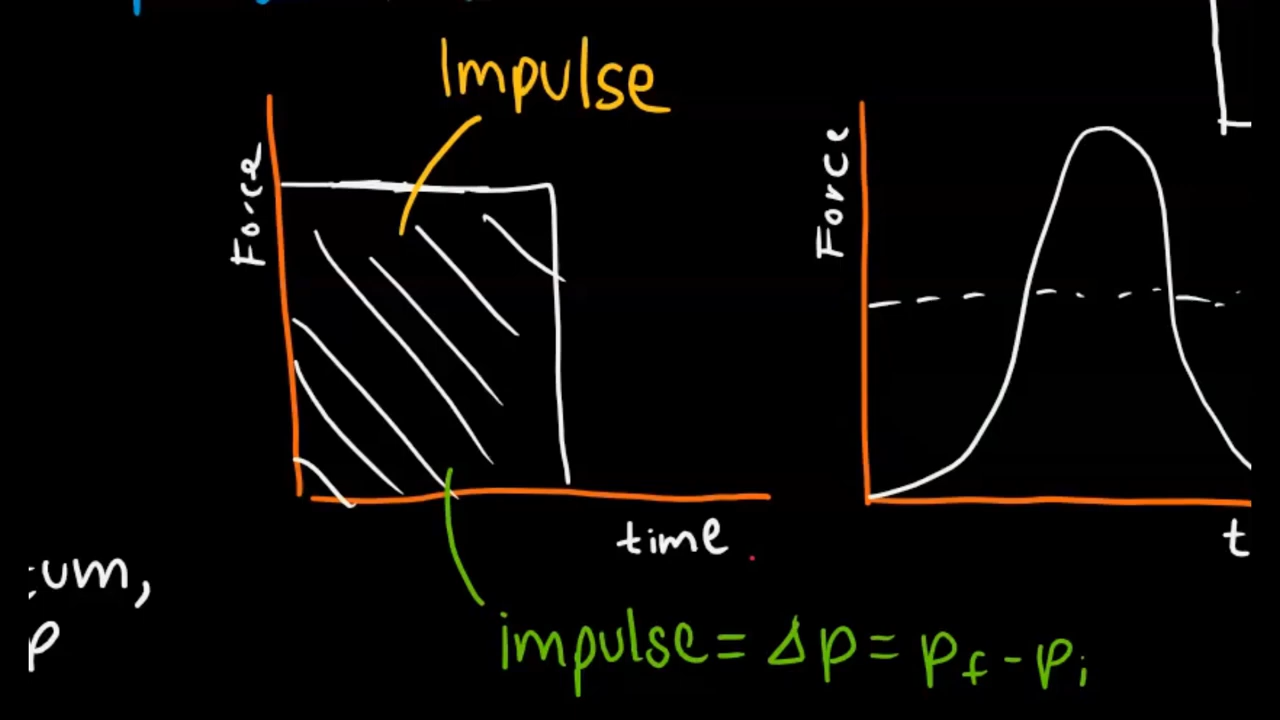 Impulse
Force
Force
time
t
um,
p
impulse = Δp = pf - pi